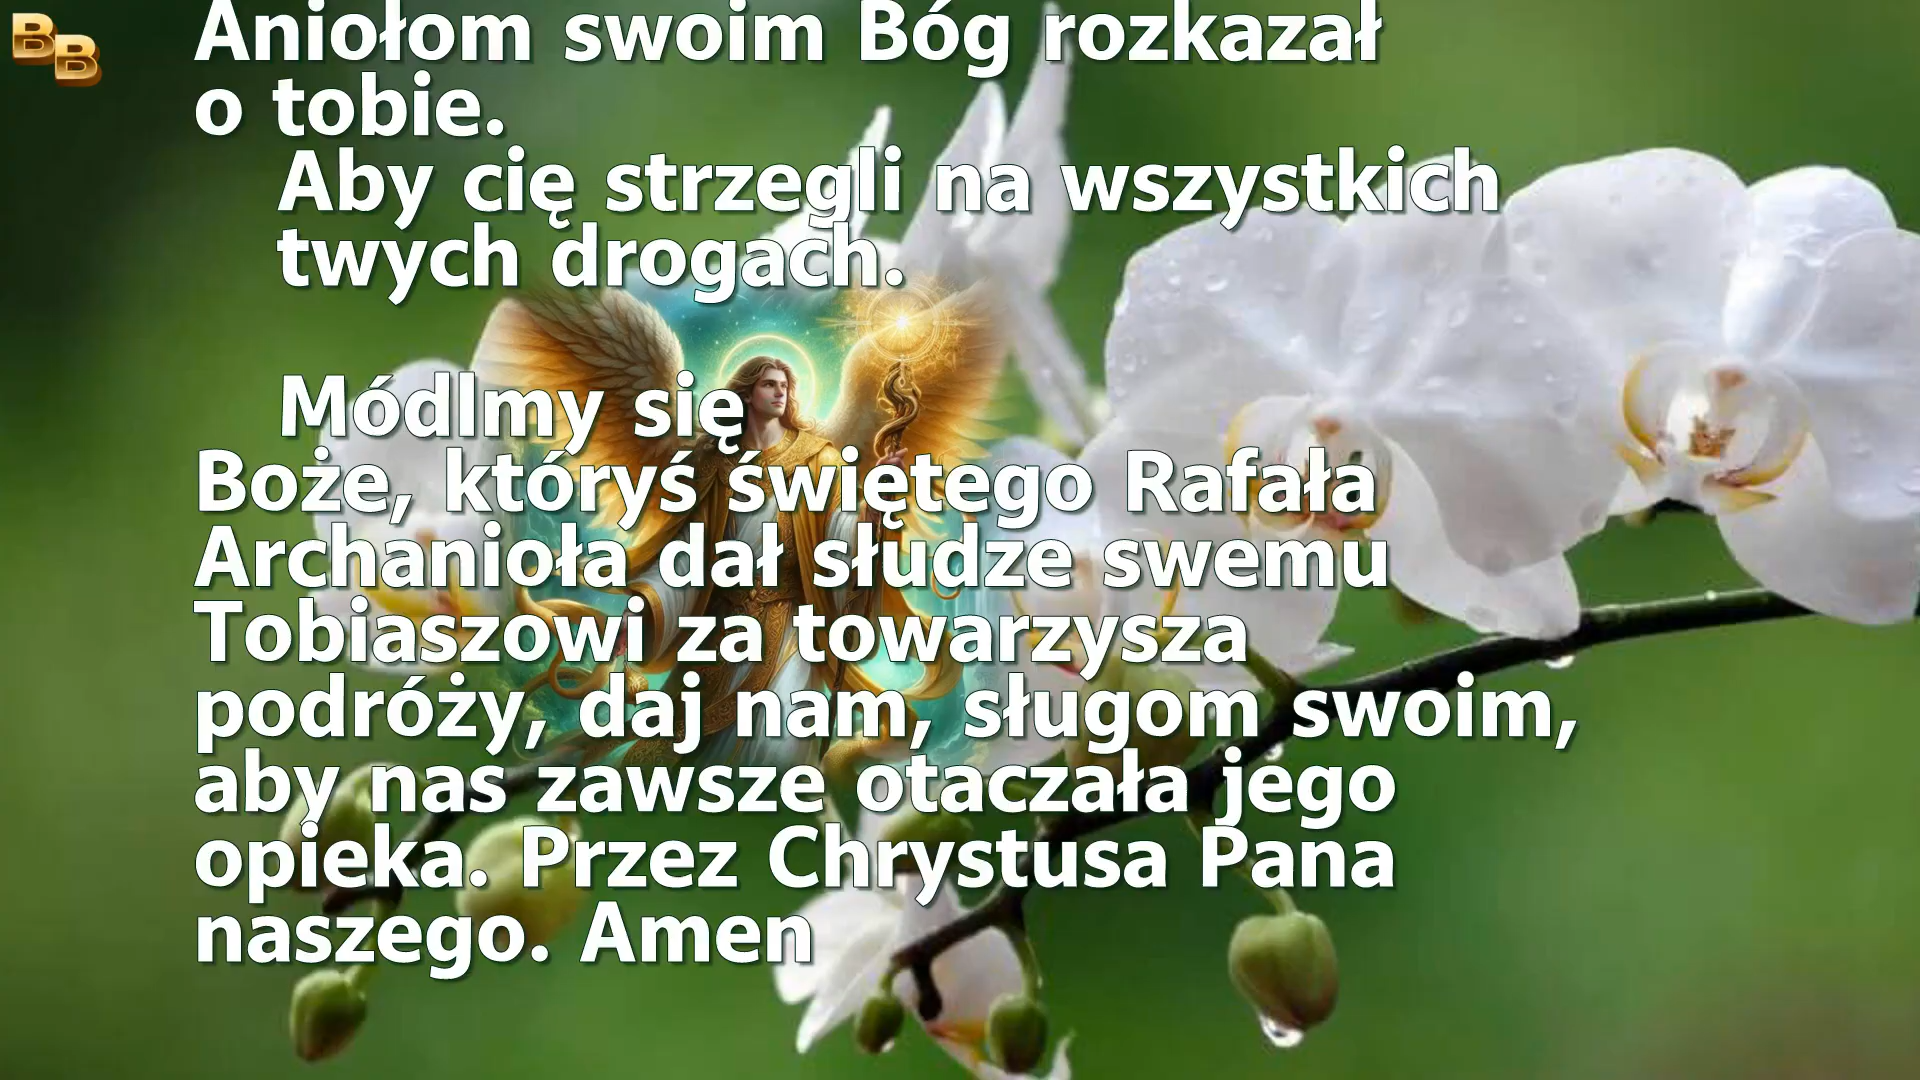 BB
Aniołom swoim Bóg rozkazał
o tobie.
Aby cię strzegli na wszystkich
twych drogach.
Módlmy się
Boże, któryś świętego Rafała
Archanioła dał słudze swemu
Tobiaszowi za towarzysza
podróży, daj nam, sługom swoim,
aby nas zawsze otaczała jego
opieka. Przez Chrystusa Pana
naszego. Amen